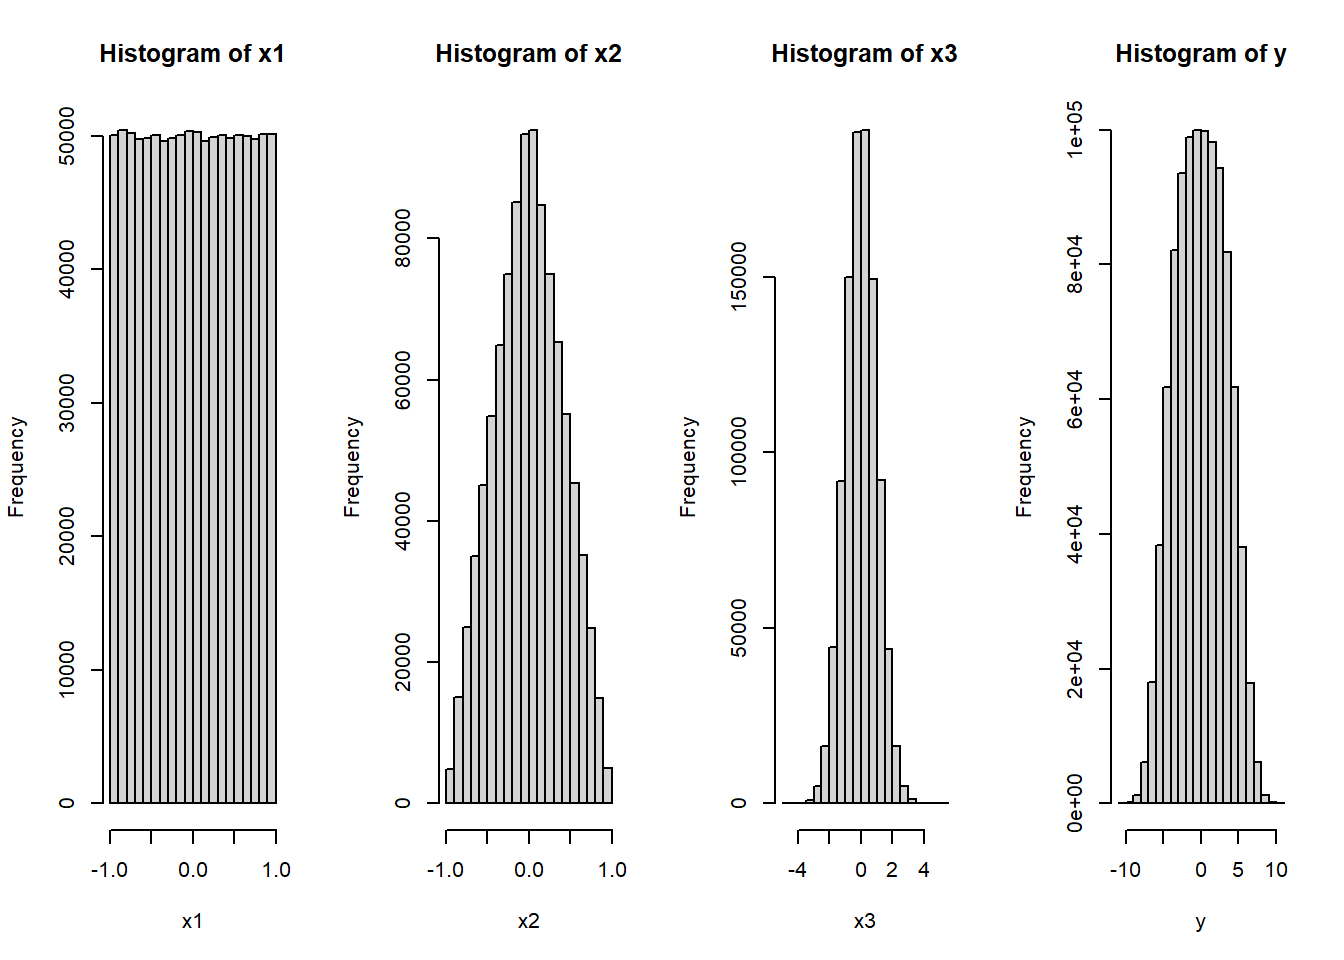 Histogram of x1
Frequency
50000
40000
30000
20000
10000
0
-1.0 0.0 1.0
x1
Histogram of x2
Frequency
80000
60000
40000
20000
0
-1.0 0.0 1.0
x2
Histogram of x3
Frequency
150000
100000
50000
0
-4 0 2 4
x3
Histogram of y
Frequency
1e+05
8e+04
6e+04
4e+04
2e+04
0e+00
-10 0 5 10
y